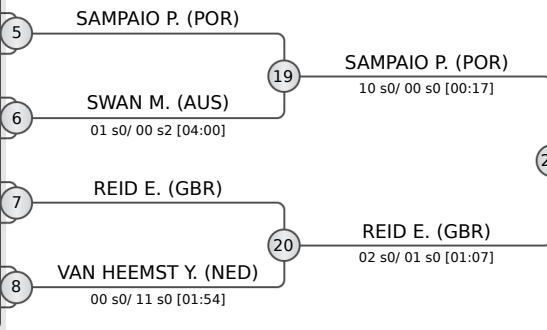 SAMPAIO P. (POR)
5
19
SAMPAIO P. (POR)
10 s0/ 00 s0 [00:17]
SWAN M. (AUS)
6
01 s0/ 00 s2 [04:00]
REID E. (GBR)
7
20
REID E. (GBR)
02 s0/ 01 s0 [01:07]
VAN HEEMST Y. (NED)
8
00 s0/ 11 s0 [01:54]